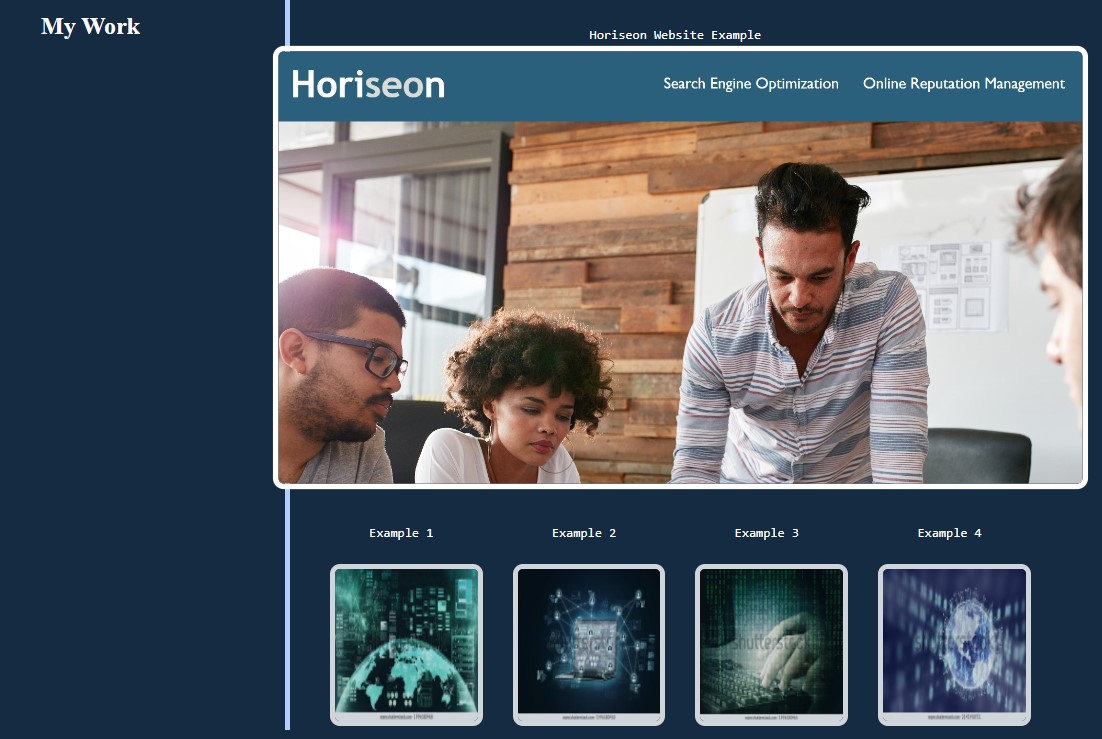 My Work
Horiseon Website Example
Horiseon
Search Engine Optimization
Online Reputation Management
Example 1
Example 2
Example 3
Example 4
shutterstock